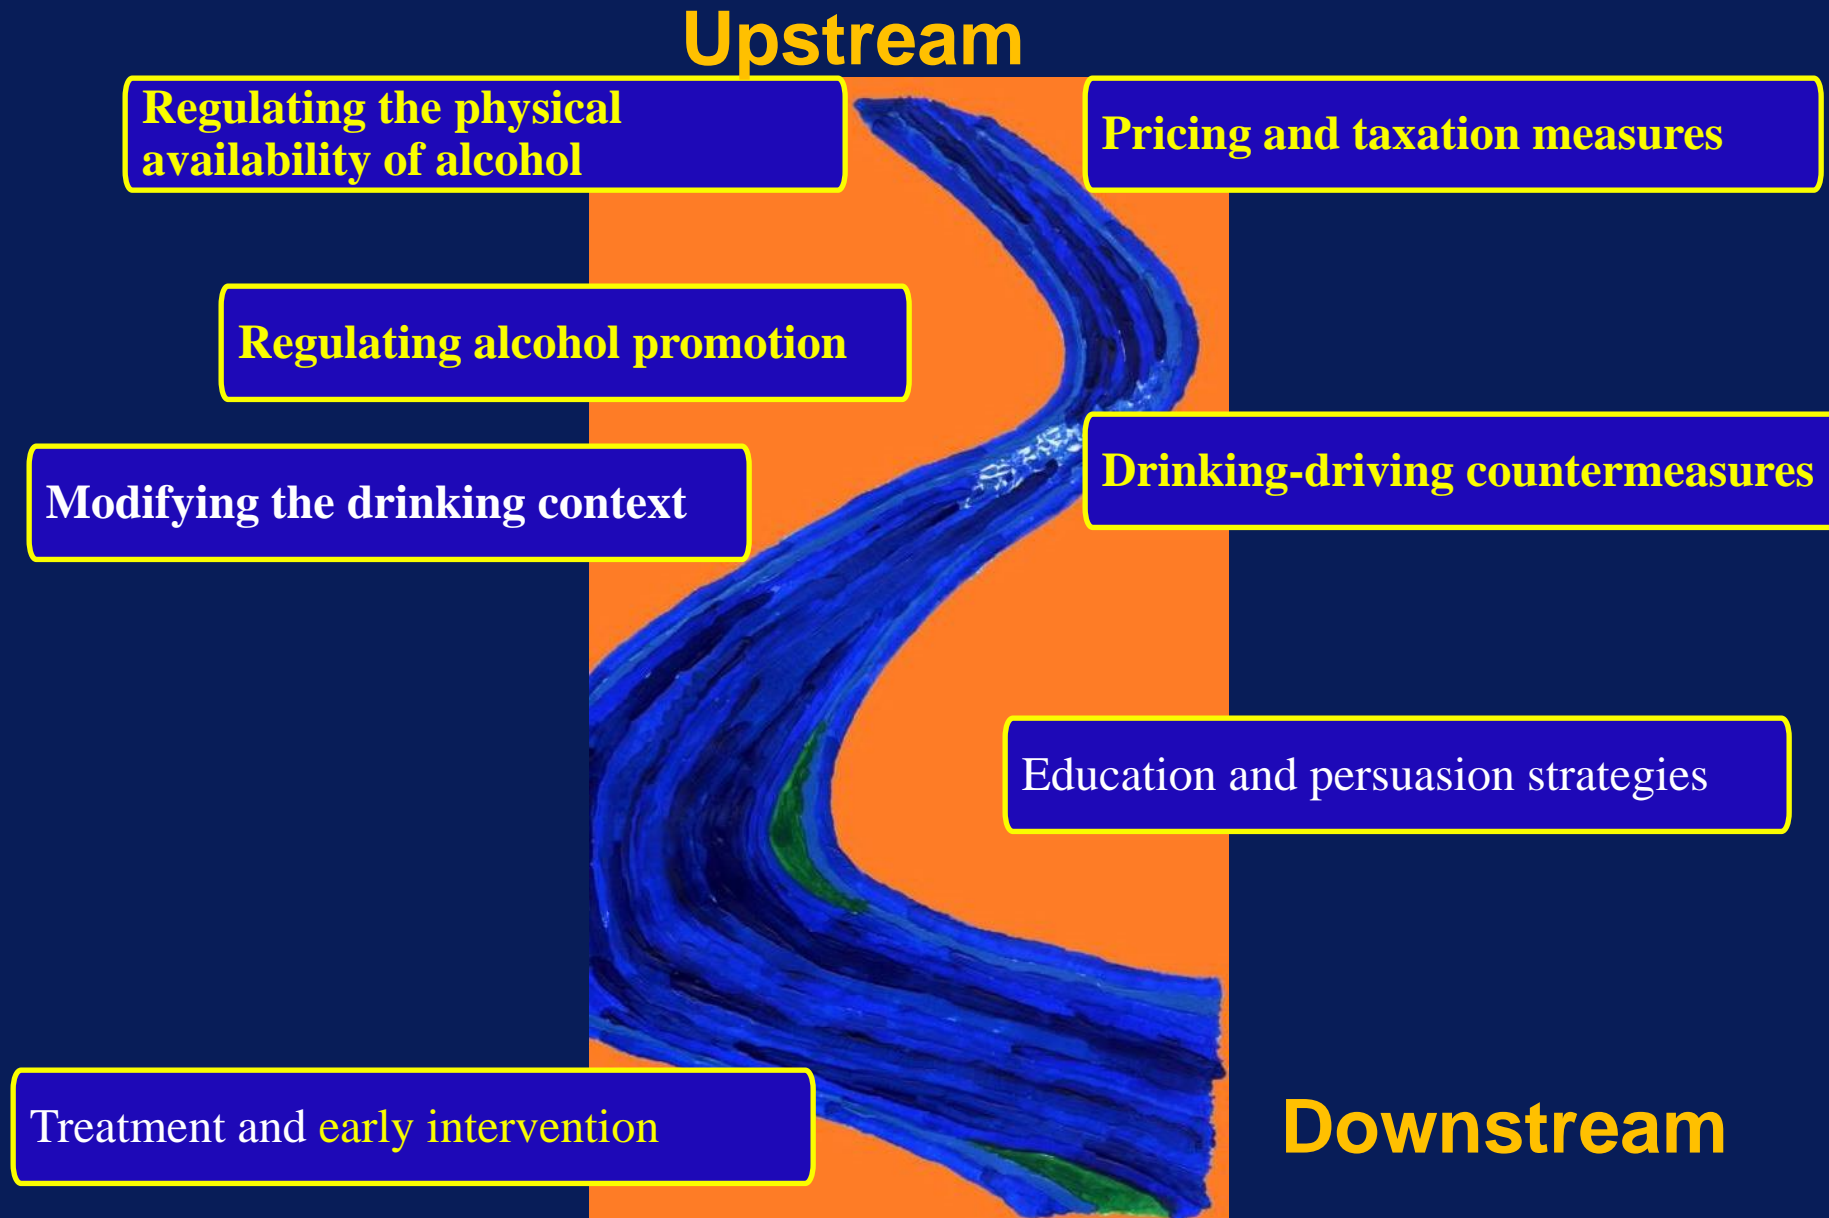 Upstream
Regulating the physical
availability of alcohol
Pricing and taxation measures
Regulating alcohol promotion
Drinking-driving countermeasures
Modifying the drinking context
Education and persuasion strategies
Treatment and early intervention
Downstream